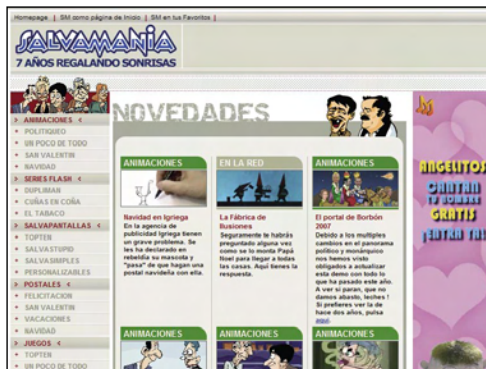 Homepage | SM como página de Inicio | SM en tus Favoritos |
SALVAMANIA
7 AÑOS REGALANDO SONRISAS
ANIMACIONES
POLITIQUEO
UN POCO DE TODO
SAN VALENTIN
NAVIDAD
SERIES FLASH
DUPLIMAN
CUÑAS EN COÑA
EL TABACO
SALVAPANTALLAS
TOPTEN
SALVASTUPID
SALVASIMPLES
PERSONALIZABLES
POSTALES
FELICITACION
SAN VALENTIN
VACACIONES
NAVIDAD
JUEGOS
TOPTEN
UN POCO DE TODO
NOVEDADES
ANIMACIONES
Navidad en Igriega
En la agencia de
publicidad Igriega tienen
un grave problema. Se
les ha declarado en
rebeldía su mascota y
"pasa" de que hagan una
postal navideña con ella.
EN LA RED
La Fábrica de
Ilusiones
Seguramente te habrás
preguntado alguna vez
como se lo monta Papá
Noel para llegar a todas
las casas. Aquí tienes la
respuesta.
ANIMACIONES
El portal de Borbón
2007
Debido a los multiples
cambios en el panorama
político y monárquico
nos hemos visto
obligados a actualizar
esta demo con todo lo
que ha pasado este año.
A ver si paran, que no
damos abasto, leches !
Si prefieres ver la de
hace dos años, pulsa
aquí.
ANIMACIONES
ANIMACIONES
ANIMACIONES
ANGELITOS
CANTAN
TU NOMBRE
GRATIS
¡ENTRA YA!